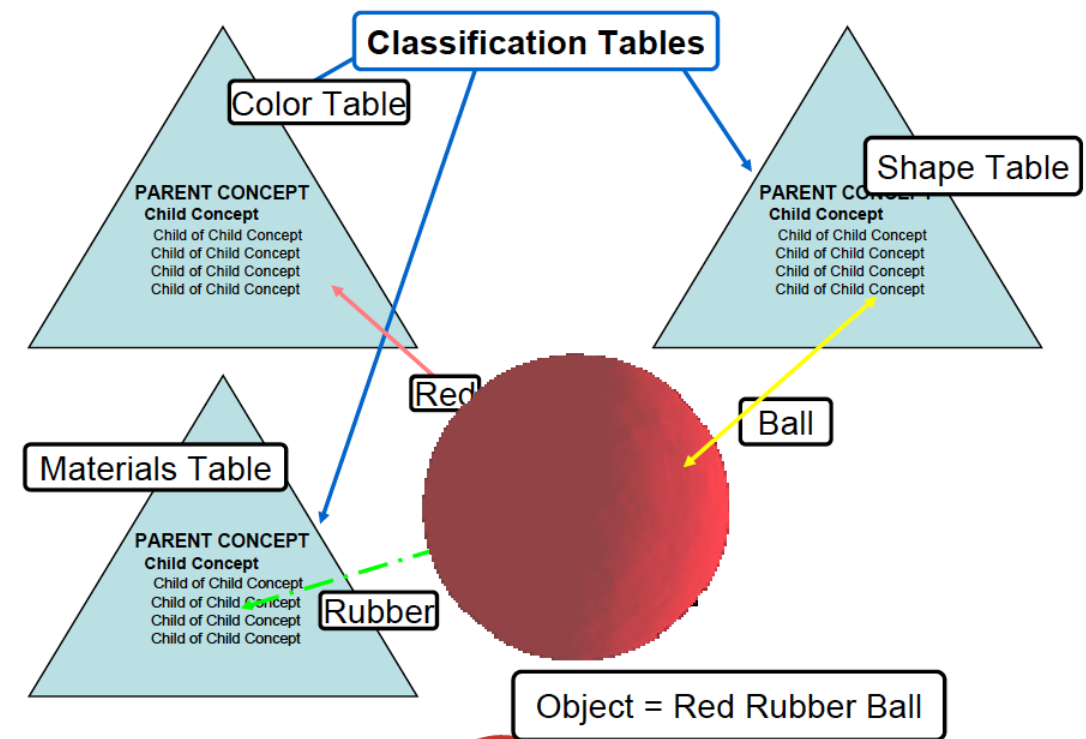 Classification Tables
Color Table
PARENT CONCEPT
Child Concept
Child of Child Concept
Child of Child Concept
Child of Child Concept
Child of Child Concept
Shape Table
PARENT CONCEPT
Child Concept
Child of Child Concept
Child of Child Concept
Child of Child Concept
Child of Child Concept
Red
Ball
Materials Table
PARENT CONCEPT
Child Concept
Child of Child Concept
Child of Child Concept
Child of Child Concept
Child of Child Concept
Rubber
Object = Red Rubber Ball